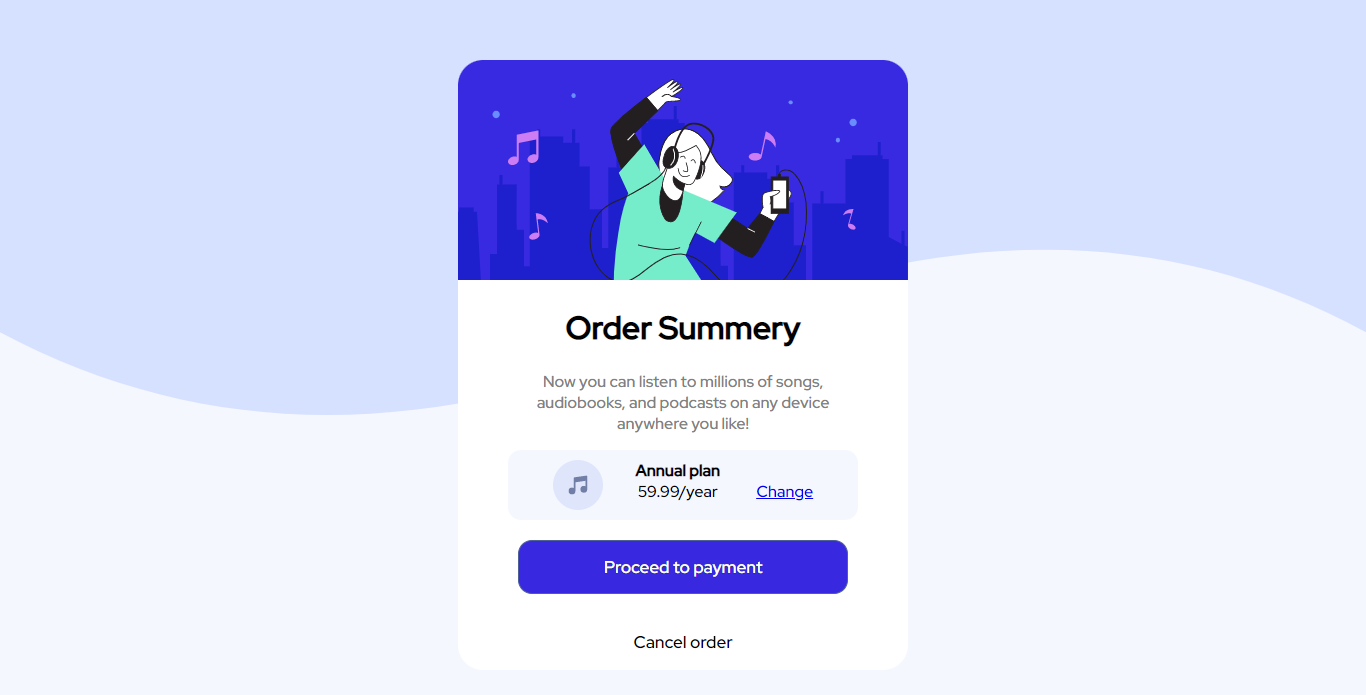 Order Summery
Now you can listen to millions of songs,
audiobooks, and podcasts on any device
anywhere you like!
Annual plan
59.99/year
Change
Proceed to payment
Cancel order